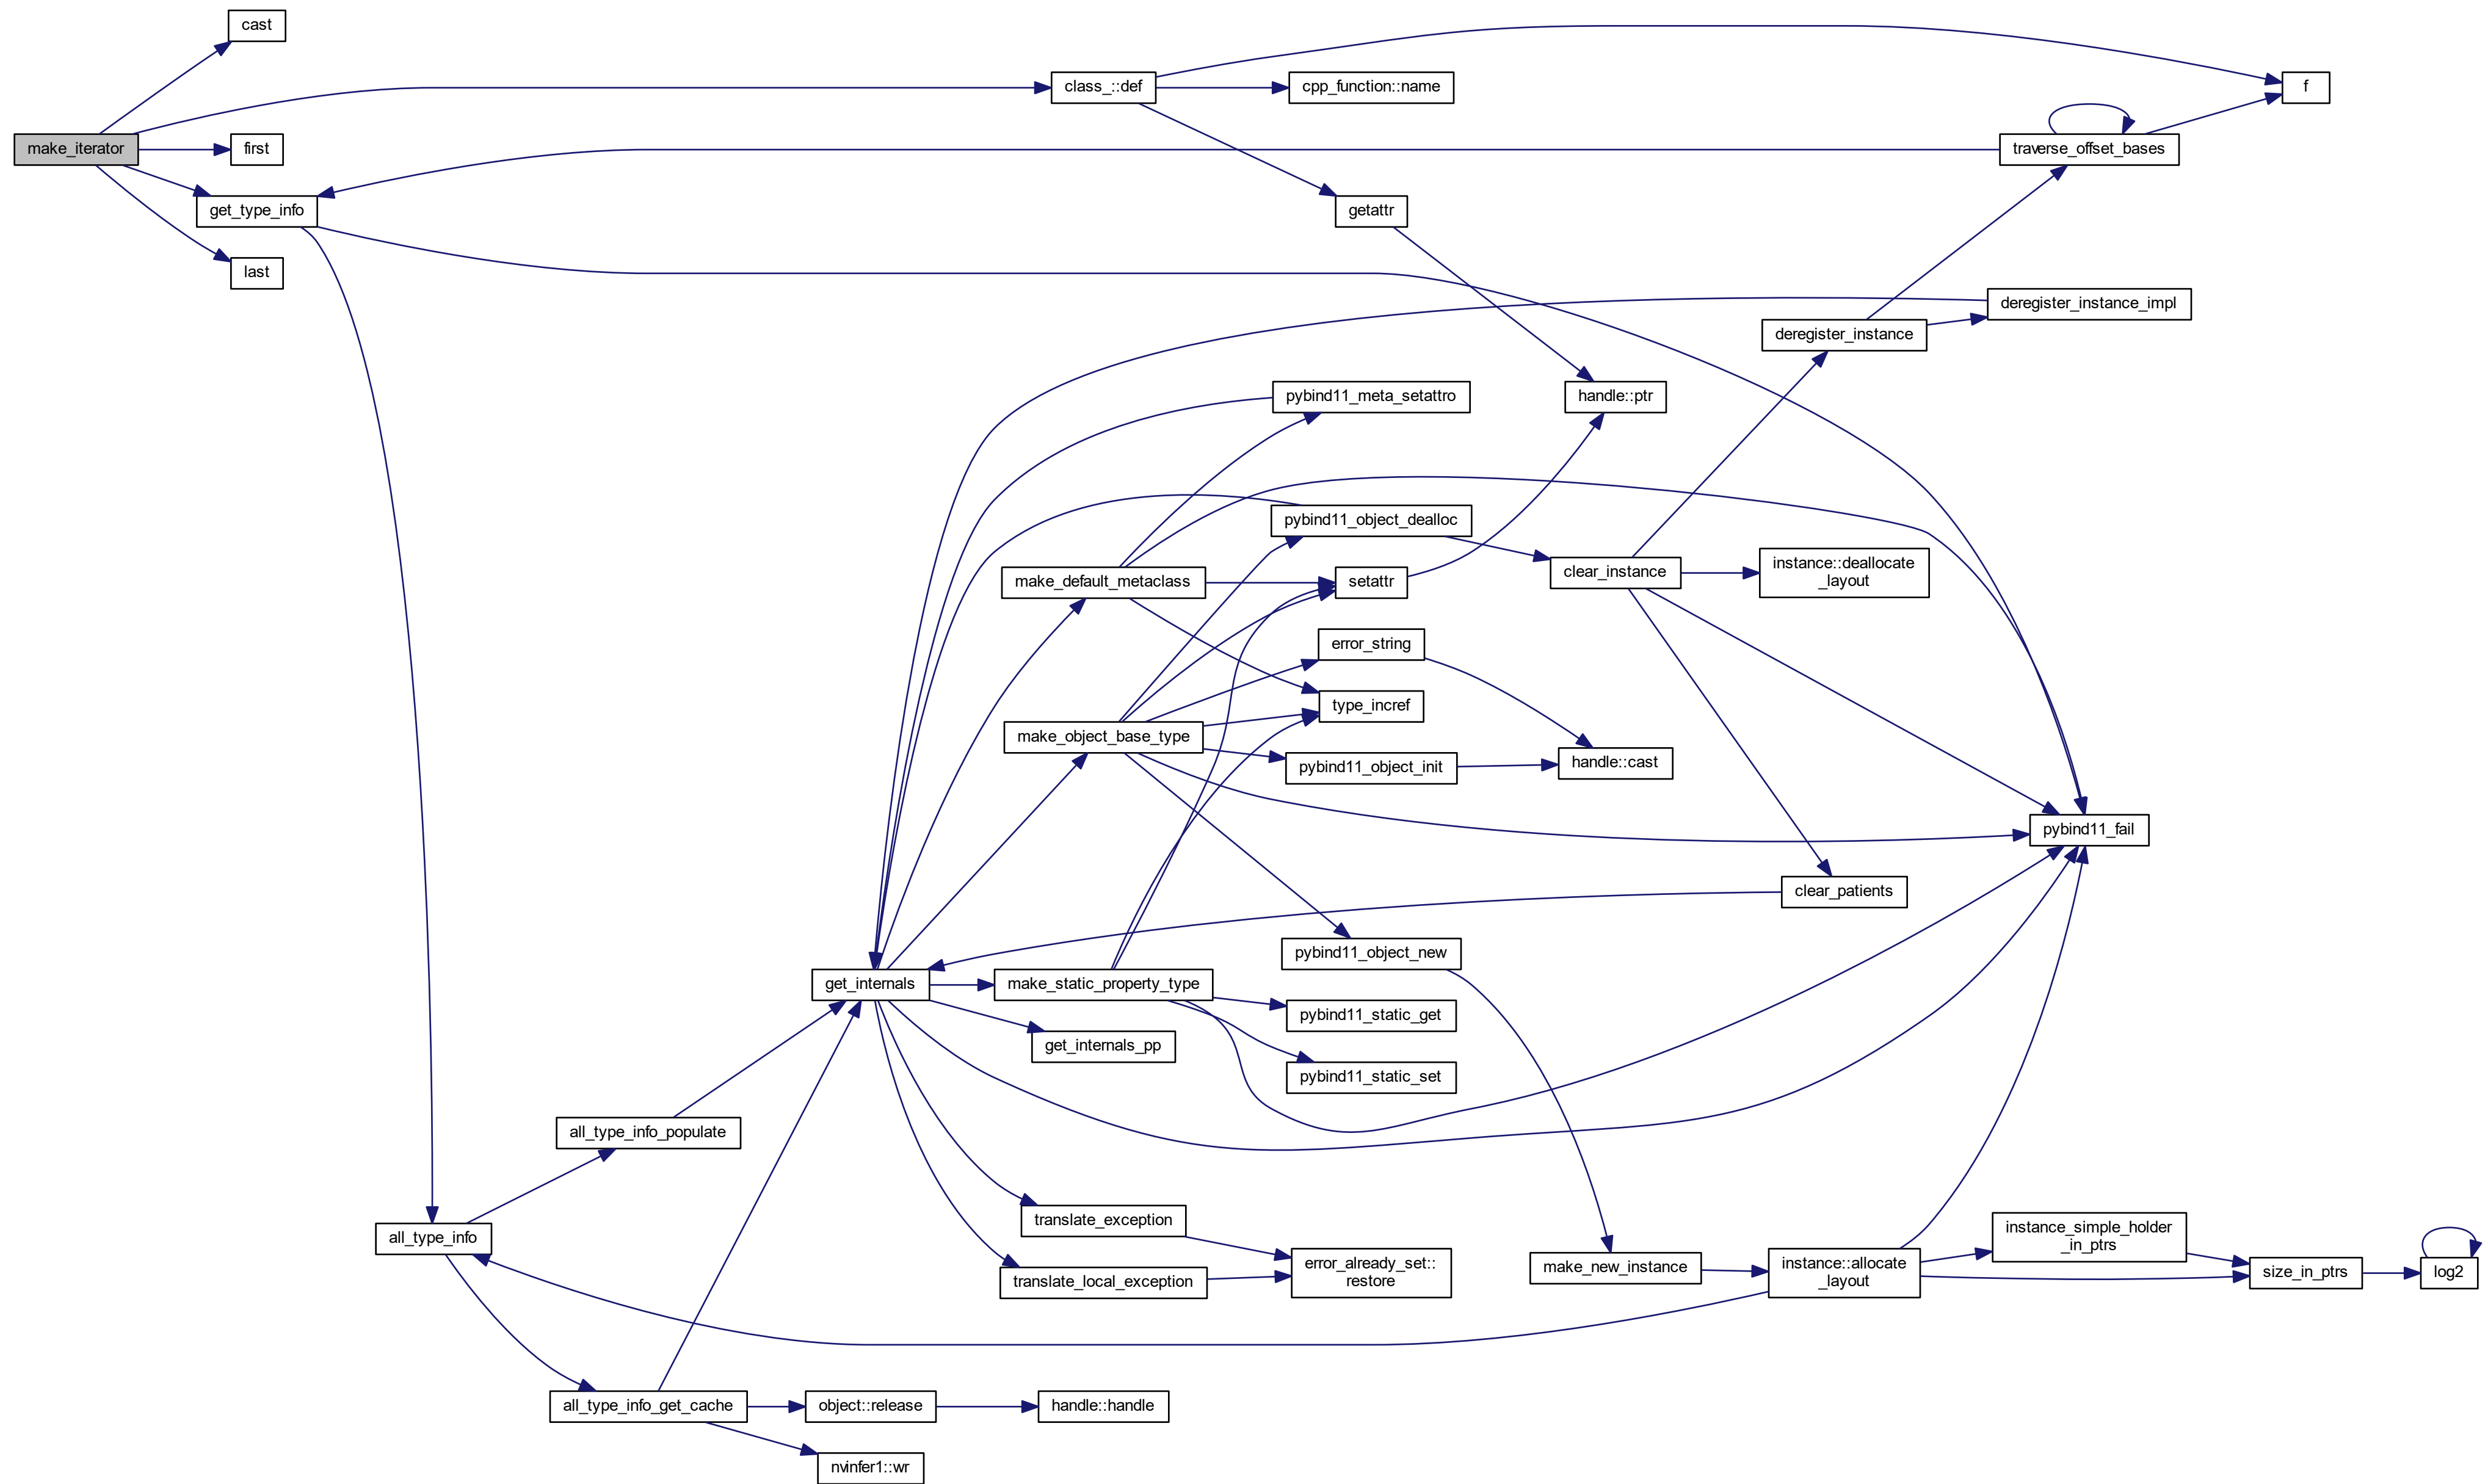 cast
class_::def
cpp_function::name
f
make_iterator
first
traverse_offset_bases
get_type_info
getattr
last
deregister_instance_impl
deregister_instance
pybind11_meta_setattro
handle::ptr
pybind11_object_dealloc
make_default_metaclass
setattr
clear_instance
instance::deallocate
_layout
error_string
type_incref
make_object_base_type
pybind11_object_init
handle::cast
pybind11_fail
clear_patients
pybind11_object_new
get_internals
make_static_property_type
pybind11_static_get
get_internals_pp
pybind11_static_set
all_type_info_populate
translate_exception
all_type_info
instance_simple_holder
_in_ptrs
error_already_set::
restore
translate_local_exception
make_new_instance
instance::allocate
_layout
size_in_ptrs
log2
all_type_info_get_cache
object::release
handle::handle
nvinfer1::wr